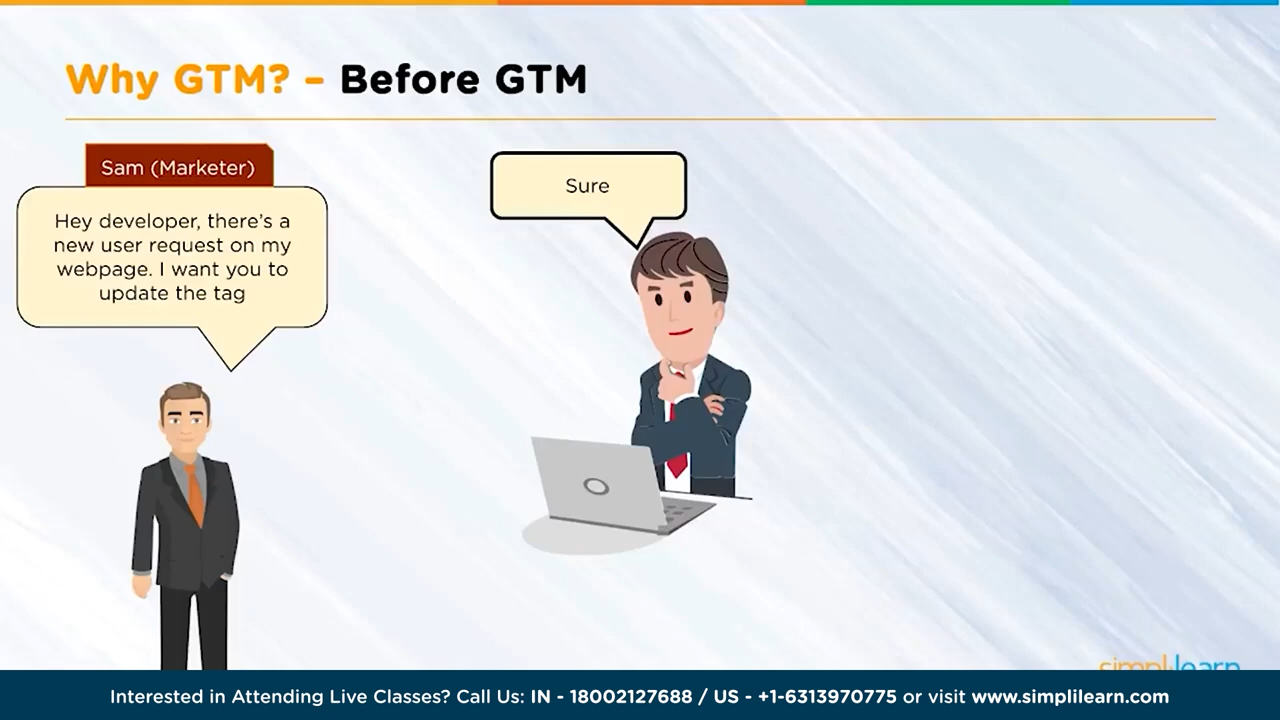 Why GTM? – Before GTM
Sam (Marketer)
Hey developer, there's a
new user request on my
webpage. I want you to
update the tag
Sure
simplilearn
Interested in Attending Live Classes? Call Us: IN - 18002127688 / US - +1-6313970775 or visit www.simplilearn.com